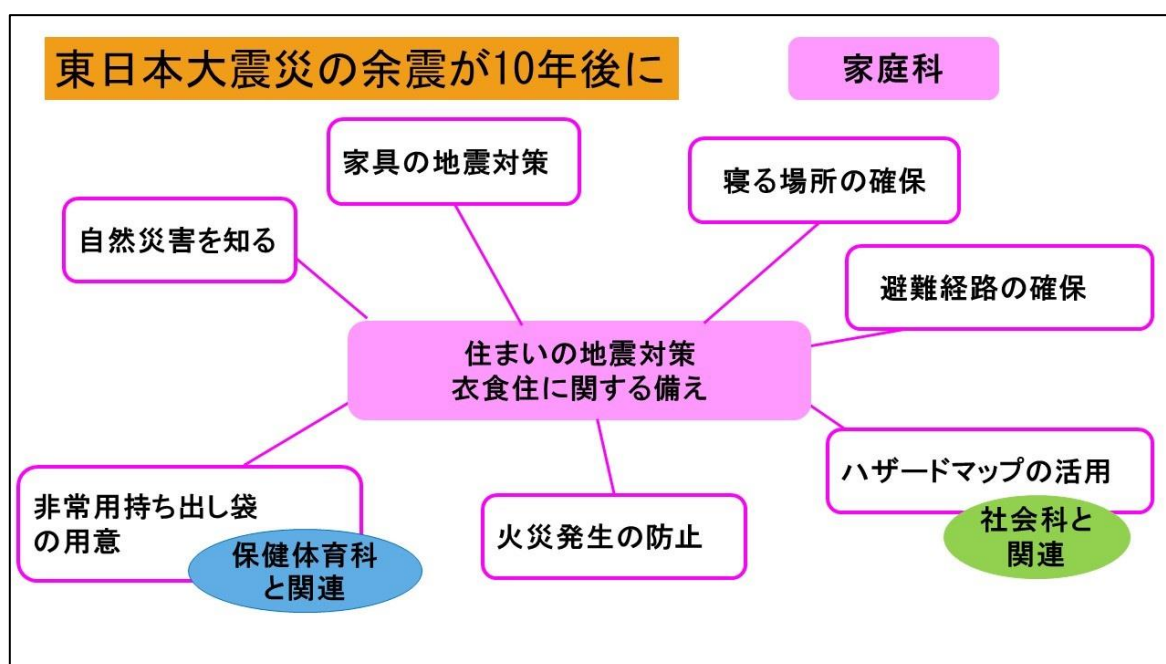 東日本大震災の余震が10年後に
家庭科
家具の地震対策
寝る場所の確保
自然災害を知る
避難経路の確保
住まいの地震対策
衣食住に関する備え
ハザードマップの活用
社会科と
関連
非常用持ち出し袋
の用意
保健体育科
と関連
火災発生の防止